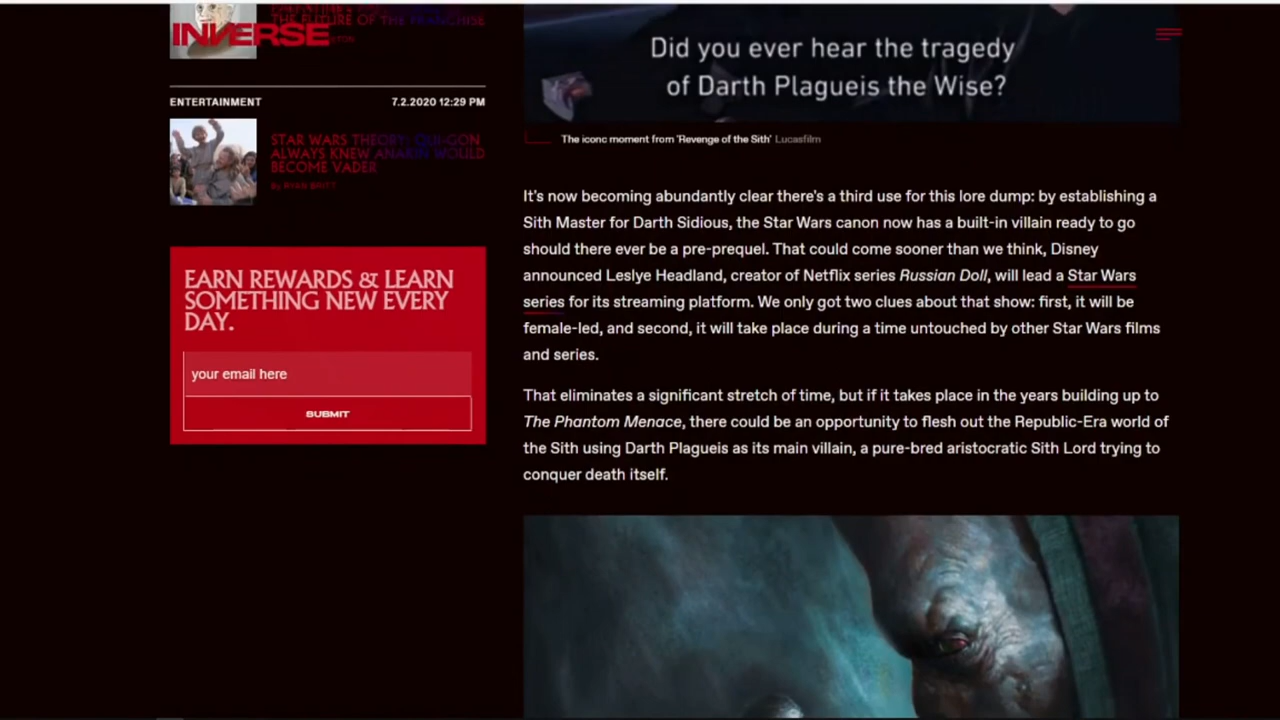 THE FUTURE OF THE FRANCHISE
INVERSE
ENTERTAINMENT
7.2.2020 12:29 PM
STAR WARS THEORY: QUI-GON
ALWAYS KNEW ANAKIN WOULD
BECOME VADER
By RYAN BRITT
EARN REWARDS & LEARN
SOMETHING NEW EVERY
DAY.
your email here
SUBMIT
Did you ever hear the tragedy
of Darth Plagueis the Wise?
The iconc moment from 'Revenge of the Sith' Lucasfilm
It's now becoming abundantly clear there's a third use for this lore dump: by establishing a
Sith Master for Darth Sidious, the Star Wars canon now has a built-in villain ready to go
should there ever be a pre-prequel. That could come sooner than we think, Disney
announced Leslye Headland, creator of Netflix series Russian Doll, will lead a Star Wars
series for its streaming platform. We only got two clues about that show: first, it will be
female-led, and second, it will take place during a time untouched by other Star Wars films
and series.
That eliminates a significant stretch of time, but if it takes place in the years building up to
The Phantom Menace, there could be an opportunity to flesh out the Republic-Era world of
the Sith using Darth Plagueis as its main villain, a pure-bred aristocratic Sith Lord trying to
conquer death itself.